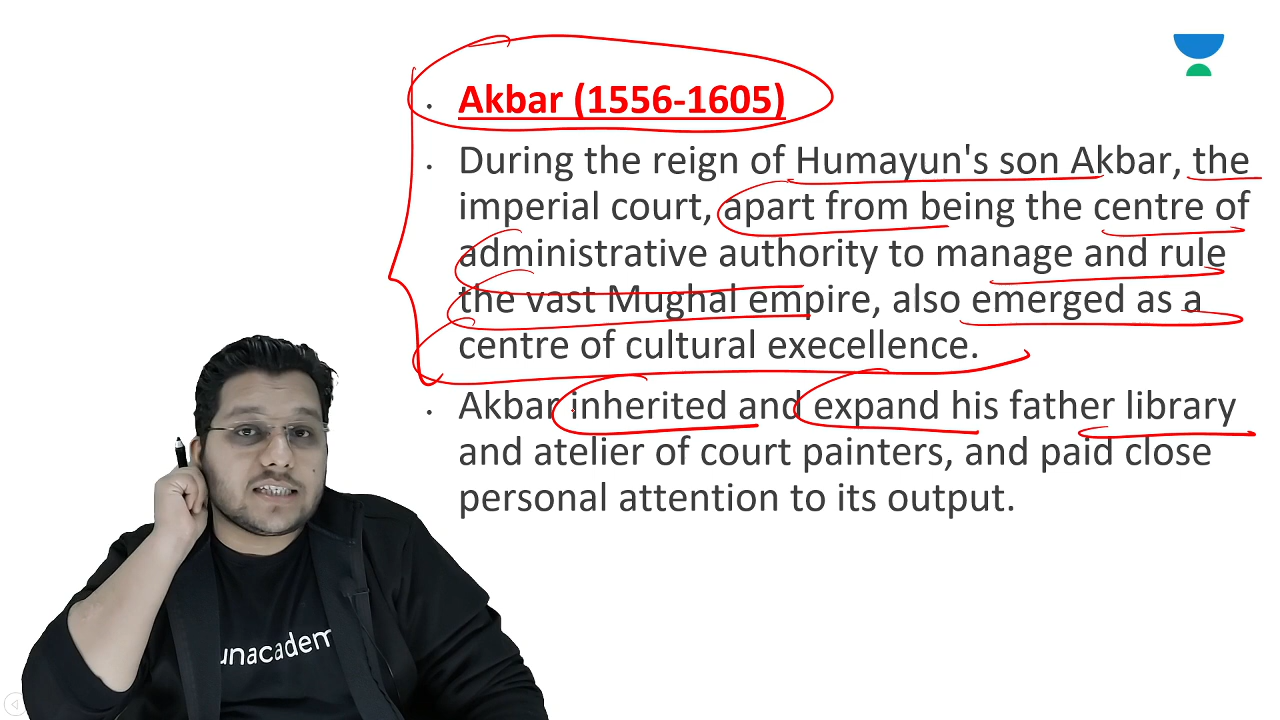 Akbar (1556-1605)
During the reign of Humayun's son Akbar, the
imperial court, apart from being the centre of
administrative authority to manage and rule
the vast Mughal empire, also emerged as a
centre of cultural execellence.
Akbar inherited and expand his father library
and atelier of court painters, and paid close
personal attention to its output.
unacadem